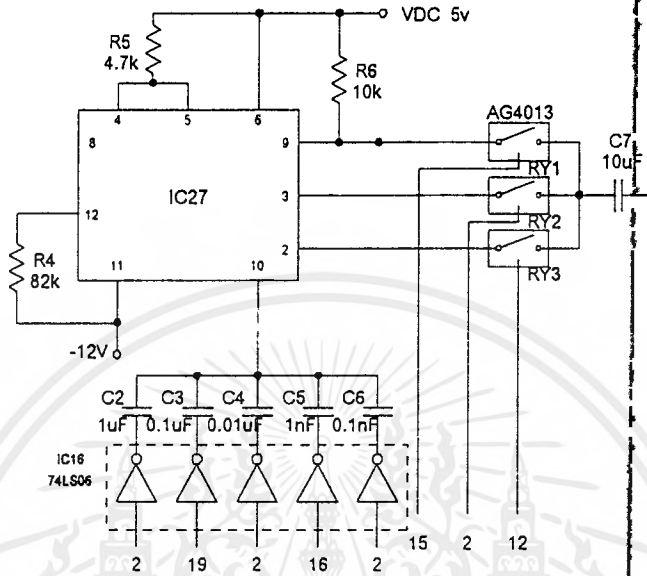 VDC 5v
R5
4.7k
R6
10k
4 5 6
AG4013
8 9
C7
10uF
RY1
IC27
3
RY2
12
2
R4
82k
11 10
RY3
-12V
C2 C3 C4 C5 C6
1uF 0.1uF 0.01uF 1nF 0.1nF
IC16
74LS06
15 2 12
2 19 2 16 2